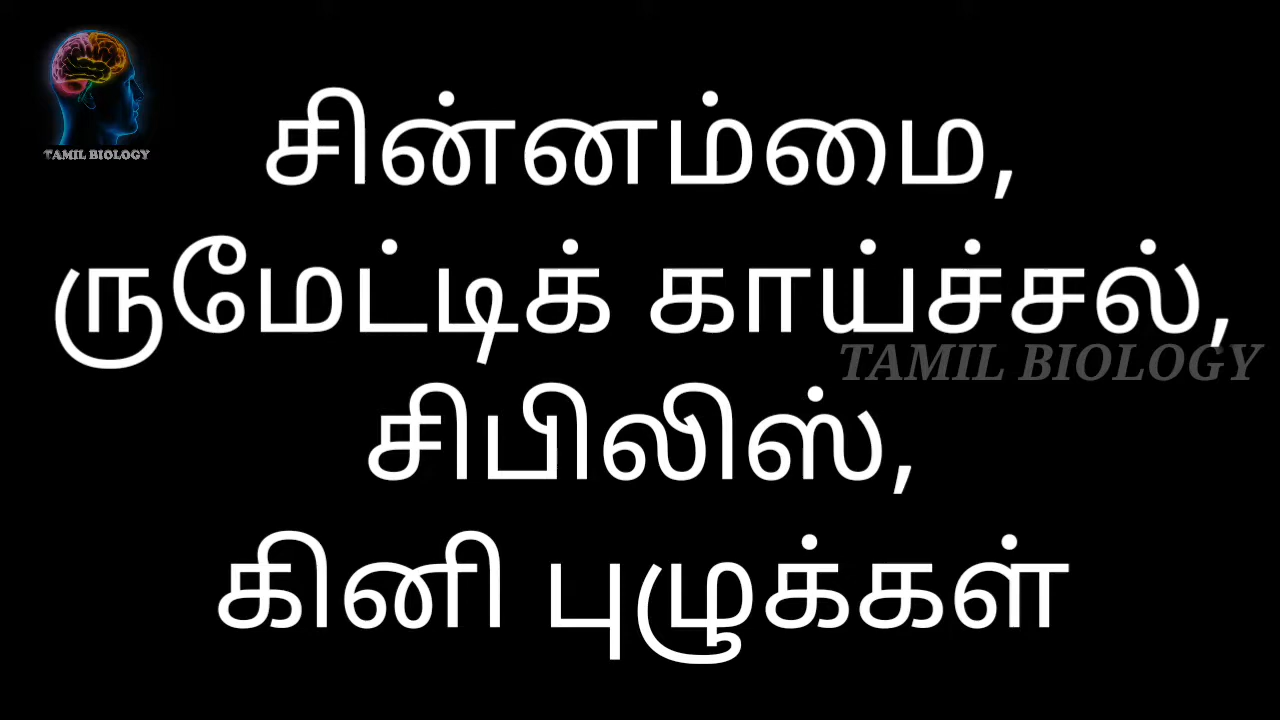 TAMIL BIOLOGY
சின்னம்மை,
ருமேட்டிக் காய்ச்சல்,
TAMIL BIOLOGY
சிபிலிஸ்,
கினி புழுக்கள்